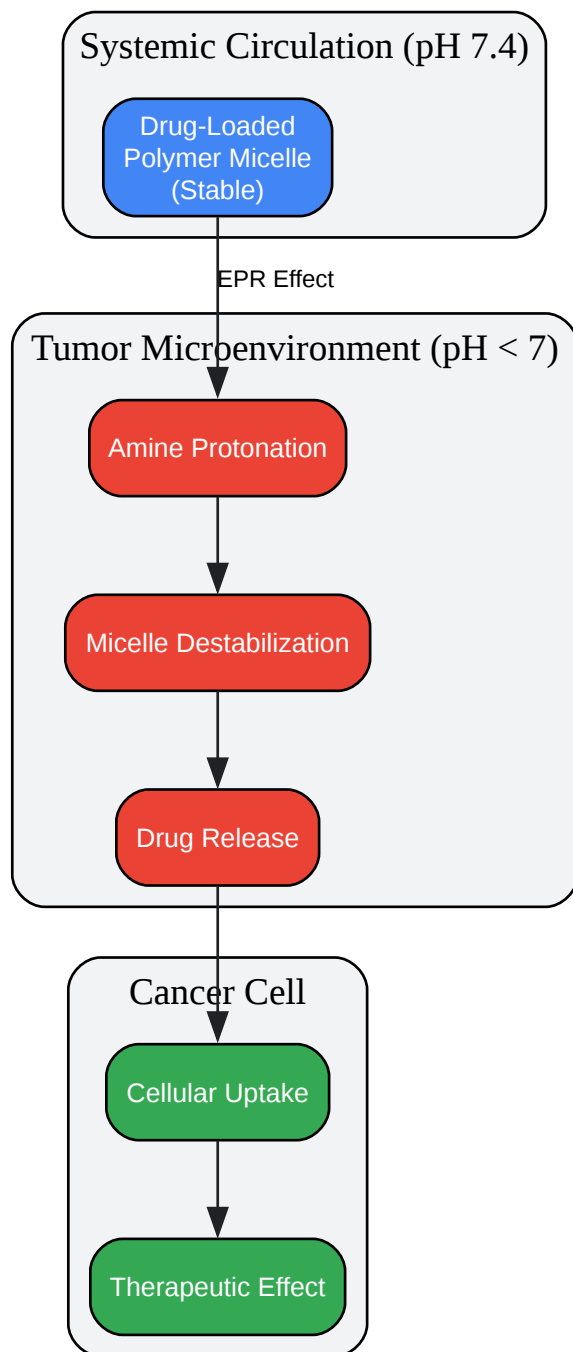 Systemic Circulation (pH 7.4)
Drug-Loaded
Polymer Micelle
(Stable)
EPR Effect
Tumor Microenvironment (pH < 7)
Amine Protonation
Micelle Destabilization
Drug Release
Cancer Cell
Cellular Uptake
Therapeutic Effect